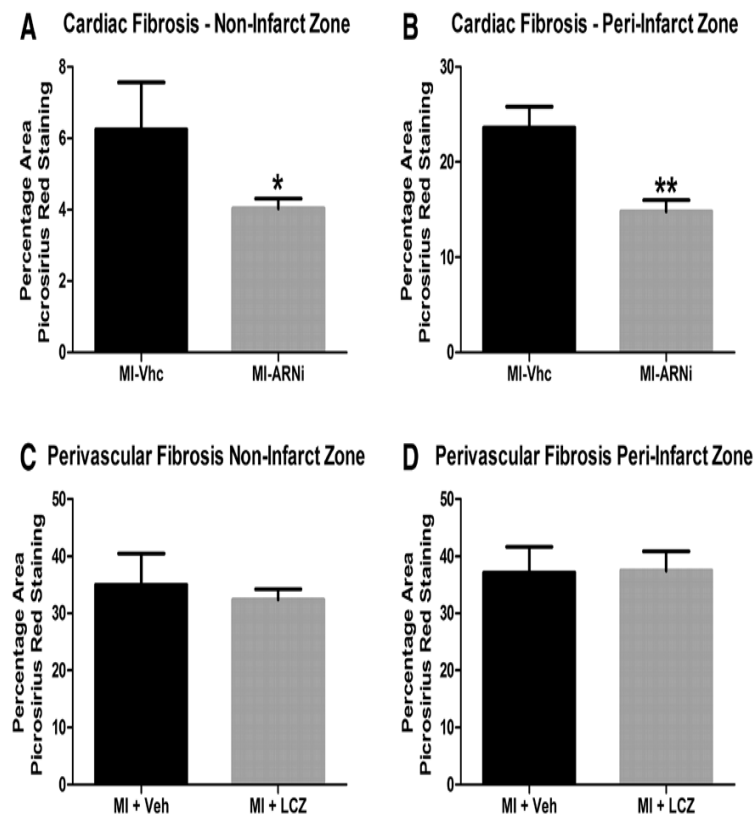 A Cardiac Fibrosis - Non-Infarct Zone
Percentage Area
Picrosirius Red Staining
8
6
4
2
0
*
MI-Vhc MI-ARNi
B Cardiac Fibrosis - Peri-Infarct Zone
Percentage Area
Picrosirius Red Staining
30
20
10
0
**
MI-Vhc MI-ARNi
C Perivascular Fibrosis Non-Infarct Zone
Percentage Area
Picrosirius Red Staining
50
40
30
20
10
0
MI + Veh MI + LCZ
D Perivascular Fibrosis Peri-Infarct Zone
Percentage Area
Picrosirius Red Staining
50
40
30
20
10
0
MI + Veh MI + LCZ